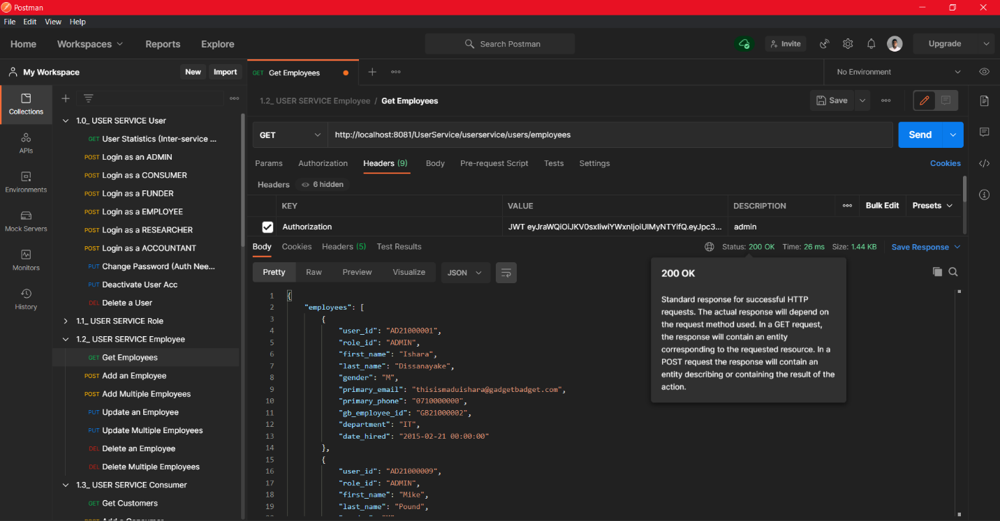 Postman
File Edit View Help
Home Workspaces Reports Explore Search Postman Invite Upgrade
My Workspace New Import
GET Get Employees
No Environment
Collections
APIs
Environments
Mock Servers
Monitors
History
1.0_ USER SERVICE User
GET User Statistics (Inter-service ...
POST Login as an ADMIN
POST Login as a CONSUMER
POST Login as a FUNDER
POST Login as a EMPLOYEE
POST Login as a RESEARCHER
POST Login as a ACCOUNTANT
PUT Change Password (Auth Nee...
PUT Deactivate User Acc
DEL Delete a User
1.1_ USER SERVICE Role
1.2_ USER SERVICE Employee
GET Get Employees
POST Add an Employee
POST Add Multiple Employees
PUT Update an Employee
PUT Update Multiple Employees
DEL Delete an Employee
DEL Delete Multiple Employees
1.3_ USER SERVICE Consumer
GET Get Customers
1.2_ USER SERVICE Employee / Get Employees
Save
GET http://localhost:8081/UserService/userservice/users/employees Send
Params Authorization Headers (9) Body Pre-request Script Tests Settings Cookies
Headers 6 hidden
KEY VALUE DESCRIPTION Bulk Edit Presets
Authorization JWT eyJraWQiOiJKV0sxIiwiYWxnIjoiUlMyNTYifQ.eyJpc3... admin
Body Cookies Headers (5) Test Results Status: 200 OK Time: 26 ms Size: 1.44 KB Save Response
Pretty Raw Preview Visualize JSON
1 {
2 "employees": [
3 {
4 "user_id": "AD21000001",
5 "role_id": "ADMIN",
6 "first_name": "Ishara",
7 "last_name": "Dissanayake",
8 "gender": "M",
9 "primary_email": "thisismaduishara@gadgetbadget.com",
10 "primary_phone": "0710000000",
11 "gb_employee_id": "GB21000002",
12 "department": "IT",
13 "date_hired": "2015-02-21 00:00:00"
14 },
15 {
16 "user_id": "AD21000009",
17 "role_id": "ADMIN",
18 "first_name": "Mike",
19 "last_name": "Pound",
200 OK
Standard response for successful HTTP
requests. The actual response will depend on
the request method used. In a GET request,
the response will contain an entity
corresponding to the requested resource. In a
POST request the response will contain an
entity describing or containing the result of the
action.